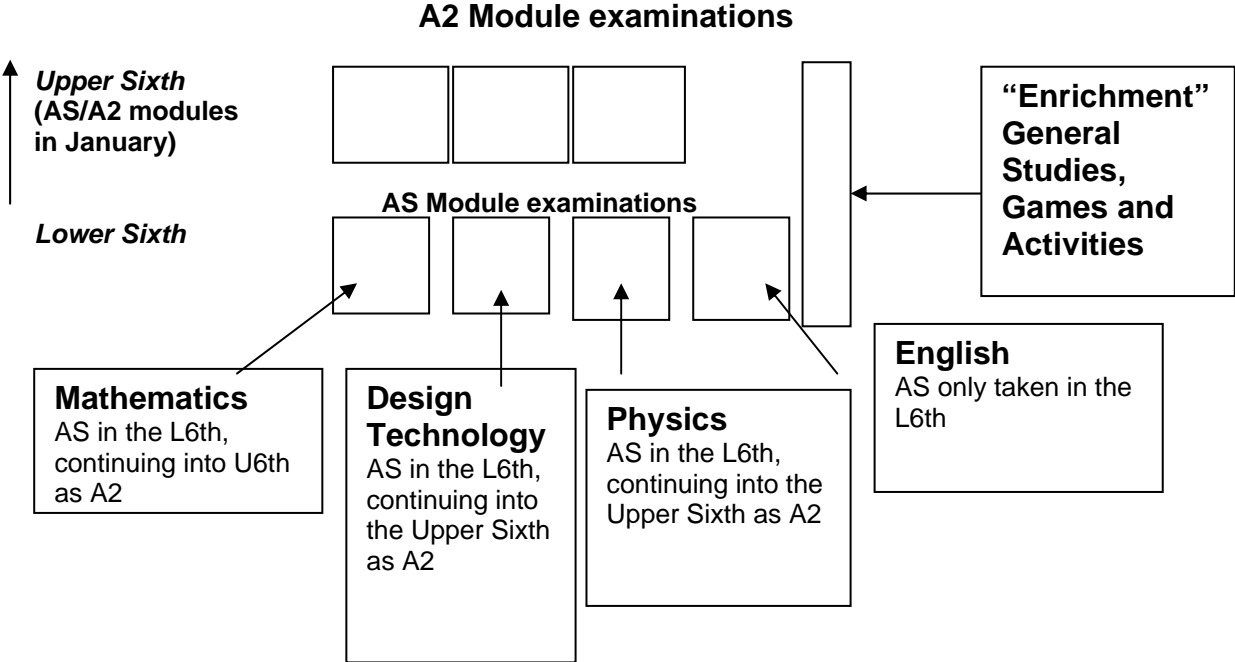 A2 Module examinations
Upper Sixth
(AS/A2 modules
in January)
“Enrichment”
General
Studies,
Games and
Activities
AS Module examinations
Lower Sixth
Mathematics
AS in the L6th,
continuing into U6th
as A2
Design
Technology
AS in the L6th,
continuing into
the Upper Sixth
as A2
Physics
AS in the L6th,
continuing into the
Upper Sixth as A2
English
AS only taken in the
L6th